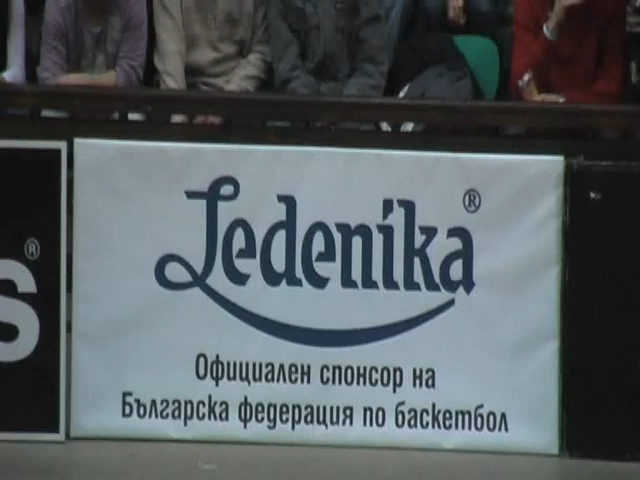 Ledenika®
Официален спонсор на
Българска федерация по баскетбол
s®